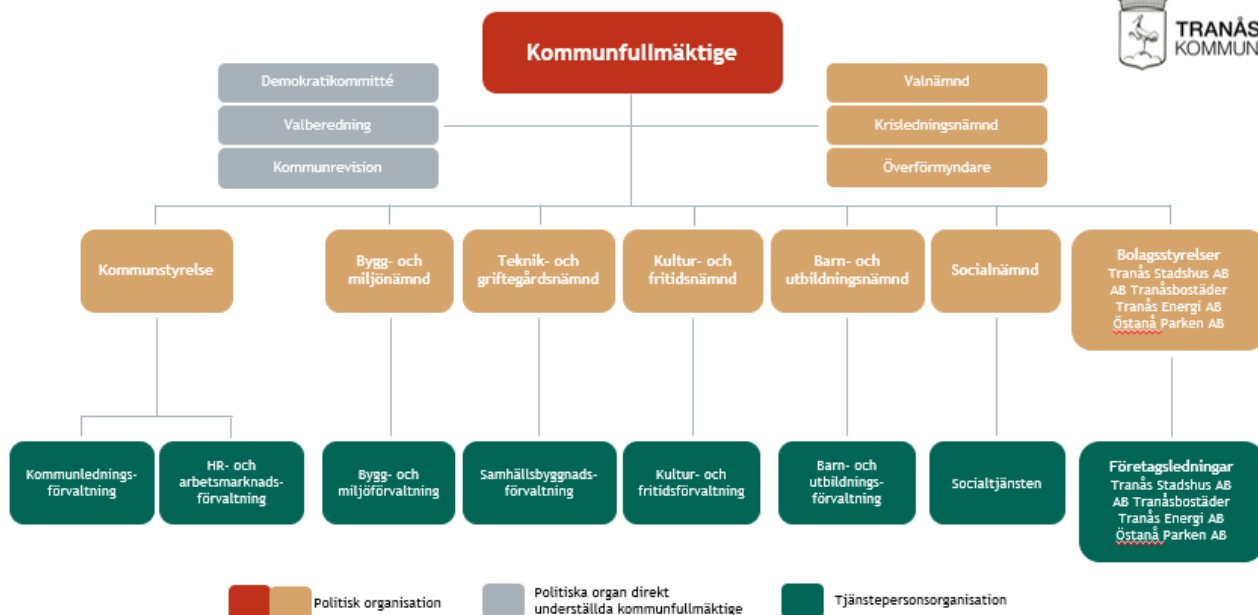 TRANÅS
KOMMUN
Kommunfullmäktige
Demokratikommitté
Valberedning
Kommunrevision
Valnämnd
Krisledningsnämnd
Överförmyndare
Kommunstyrelse
Bygg- och
miljönämnd
Teknik- och
griftegårdsnämnd
Kultur- och
fritidsnämnd
Barn- och
utbildningsnämnd
Socialnämnd
Bolagsstyrelser
Tranås Stadshus AB
AB Tranåsbostäder
Tranås Energi AB
Östanå Parken AB
Kommunlednings-
förvaltning
HR- och
arbetsmarknads-
förvaltning
Bygg- och
miljöförvaltning
Samhällsbyggnads-
förvaltning
Kultur- och
fritidsförvaltning
Barn- och
utbildnings-
förvaltning
Socialtjänsten
Företagsledningar
Tranås Stadshus AB
AB Tranåsbostäder
Tranås Energi AB
Östanå Parken AB
Politisk organisation
Politiska organ direkt
underställda kommunfullmäktige
Tjänstepersonsorganisation